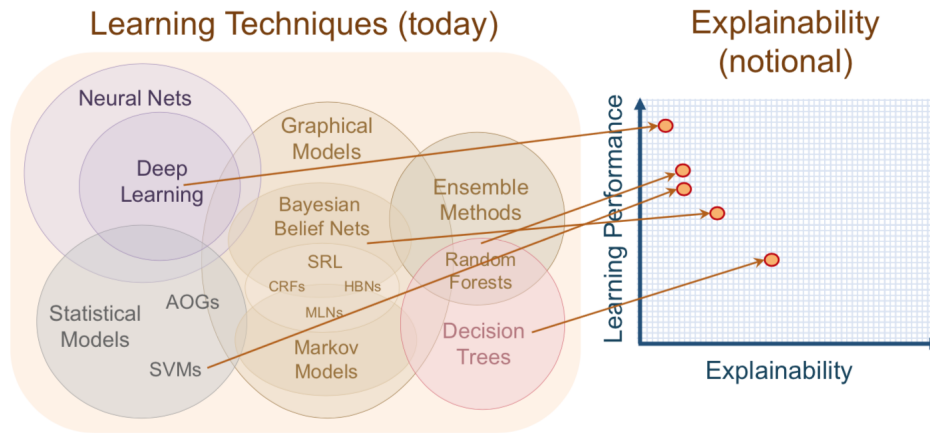 Learning Techniques (today)
Neural Nets
Deep
Learning
Graphical
Models
Bayesian
Belief Nets
SRL
CRFs
HBNs
MLNs
Markov
Models
Ensemble
Methods
Random
Forests
Decision
Trees
Statistical
Models
AOGs
SVMs
Explainability
(notional)
Learning Performance
Explainability